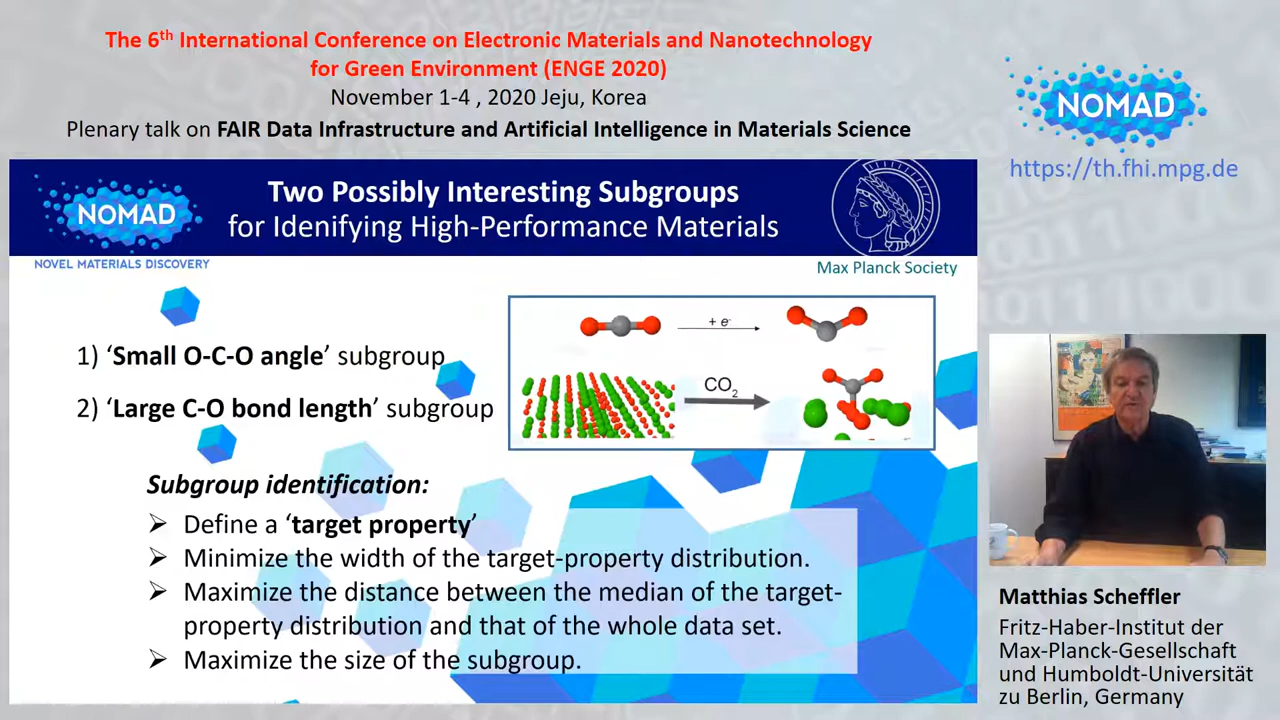 The 6th International Conference on Electronic Materials and Nanotechnology
for Green Environment (ENGE 2020)
November 1-4 , 2020 Jeju, Korea
Plenary talk on FAIR Data Infrastructure and Artificial Intelligence in Materials Science
NOMAD
https://th.fhi.mpg.de
NOMAD
NOVEL MATERIALS DISCOVERY
Two Possibly Interesting Subgroups
for Idenifying High-Performance Materials
Max Planck Society
1) ‘Small O-C-O angle’ subgroup
2) ‘Large C-O bond length’ subgroup
+ e-
CO2
Subgroup identification:
➢ Define a ‘target property’
➢ Minimize the width of the target-property distribution.
➢ Maximize the distance between the median of the target-
property distribution and that of the whole data set.
➢ Maximize the size of the subgroup.
Matthias Scheffler
Fritz-Haber-Institut der
Max-Planck-Gesellschaft
und Humboldt-Universität
zu Berlin, Germany